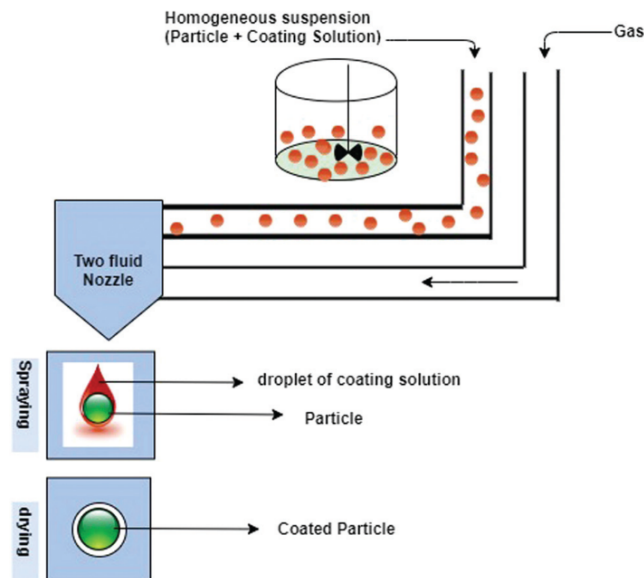 Homogeneous suspension
(Particle + Coating Solution)
Gas
Two fluid
Nozzle
Spraying
droplet of coating solution
Particle
drying
Coated Particle